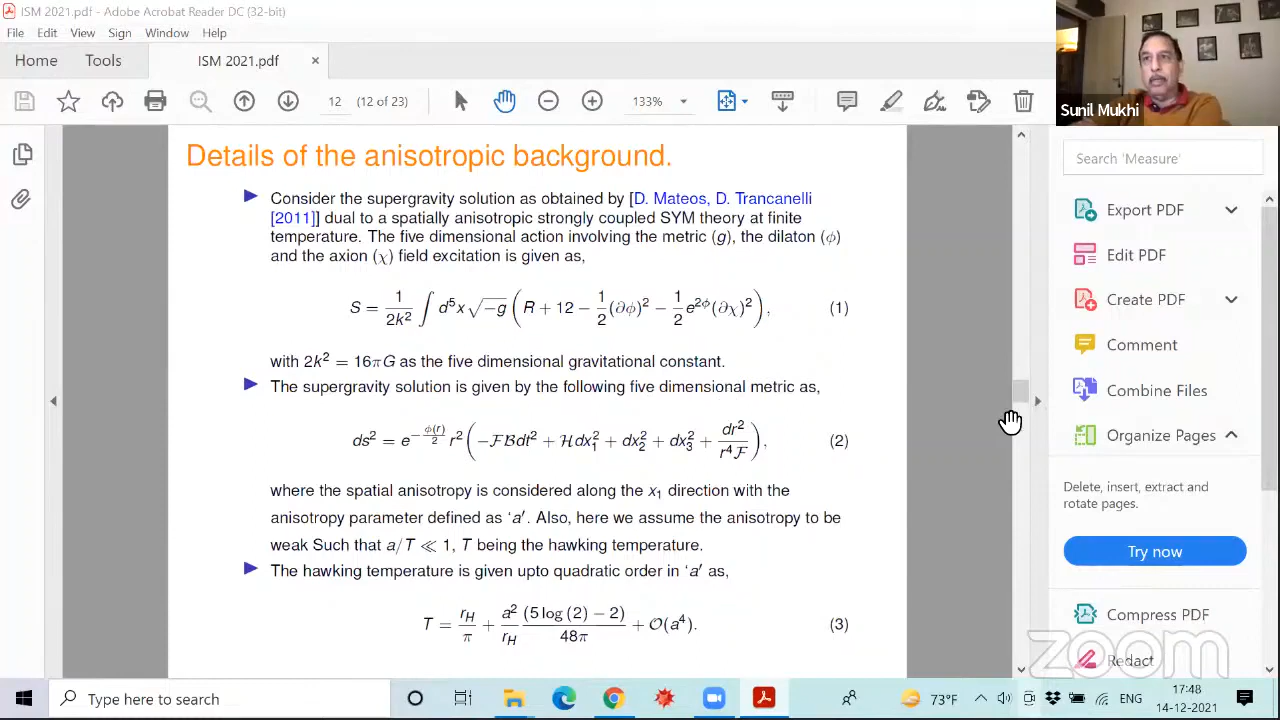 ISM 2021.pdf - Adobe Acrobat Reader DC (32-bit)
File Edit View Sign Window Help
Home Tools ISM 2021.pdf ×
12 (12 of 23) 133%
Sunil Mukhi
Search 'Measure'
Export PDF
Edit PDF
Create PDF
Comment
Combine Files
Organize Pages
Delete, insert, extract and
rotate pages.
Try now
Compress PDF
Redact
zoom
Details of the anisotropic background.
Consider the supergravity solution as obtained by [D. Mateos, D. Trancanelli
[2011]] dual to a spatially anisotropic strongly coupled SYM theory at finite
temperature. The five dimensional action involving the metric (g), the dilaton (ϕ)
and the axion (χ) field excitation is given as,
S = 1/2k² ∫ d⁵x√−g (R + 12 − 1/2(∂ϕ)² − 1/2 e^{2ϕ}(∂χ)²), (1)
with 2k² = 16πG as the five dimensional gravitational constant.
The supergravity solution is given by the following five dimensional metric as,
ds² = e^{−ϕ(r)/2} r² (−ℱℬdt² + ℋdx₁² + dx₂² + dx₃² + dr²/r⁴ℱ), (2)
where the spatial anisotropy is considered along the x₁ direction with the
anisotropy parameter defined as ‘a′. Also, here we assume the anisotropy to be
weak Such that a/T ≪ 1, T being the hawking temperature.
The hawking temperature is given upto quadratic order in ‘a′ as,
T = r_H/π + a²/r_H (5 log (2) − 2)/48π + 𝒪(a⁴). (3)
Type here to search
73°F ENG 17:48
14-12-2021